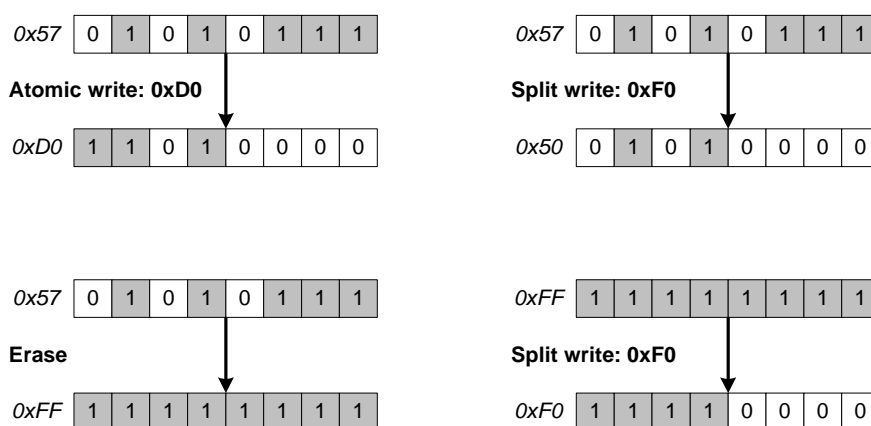 0x57 0 1 0 1 0 1 1 1
Atomic write: 0xD0
0xD0 1 1 0 1 0 0 0 0
0x57 0 1 0 1 0 1 1 1
Split write: 0xF0
0x50 0 1 0 1 0 0 0 0
0x57 0 1 0 1 0 1 1 1
Erase
0xFF 1 1 1 1 1 1 1 1
0xFF 1 1 1 1 1 1 1 1
Split write: 0xF0
0xF0 1 1 1 1 0 0 0 0